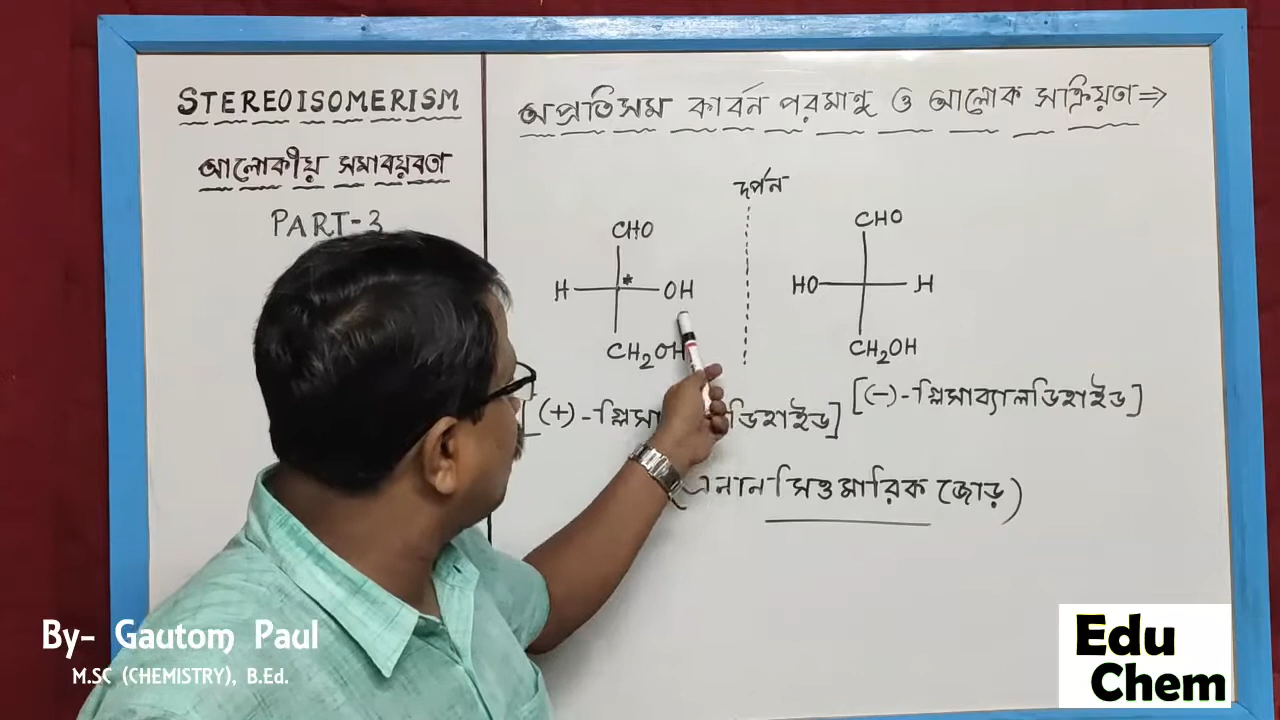 STEREOISOMERISM
আলোকীয় সমাবয়বতা
PART-3
অপ্রতিসম কার্বন পরমাণু ও আলোক সক্রিয়তা ⇒
দর্পন
CHO
H * OH
CH₂OH
CHO
HO H
CH₂OH
[(+)-গ্লিসা ডিহাইড]
[(−)-গ্লিসার‍্যালডিহাইড]
(এনানসিওমারিক জোড়)
By- Gautom Paul
M.SC (CHEMISTRY), B.Ed.
Edu
Chem